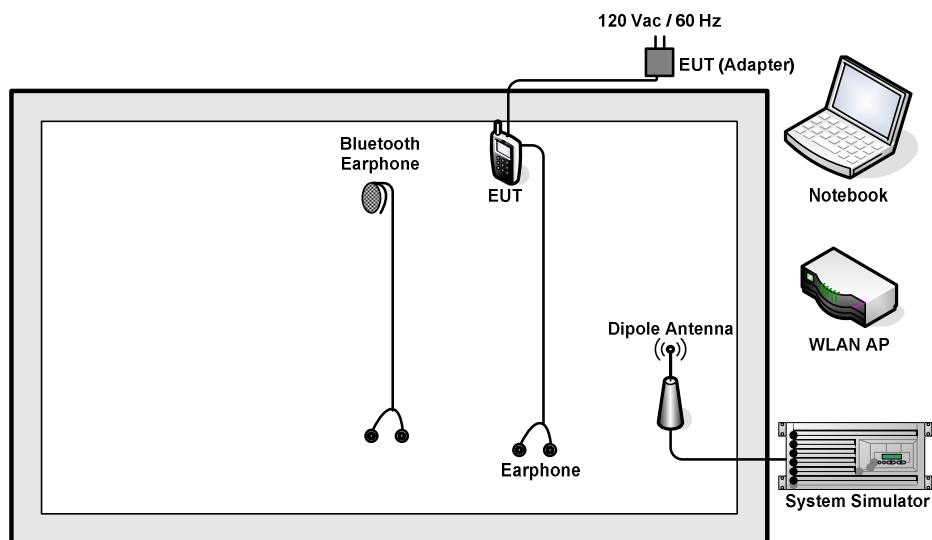 120 Vac / 60 Hz
EUT (Adapter)
Bluetooth
Earphone
EUT
Notebook
Dipole Antenna
WLAN AP
Earphone
System Simulator